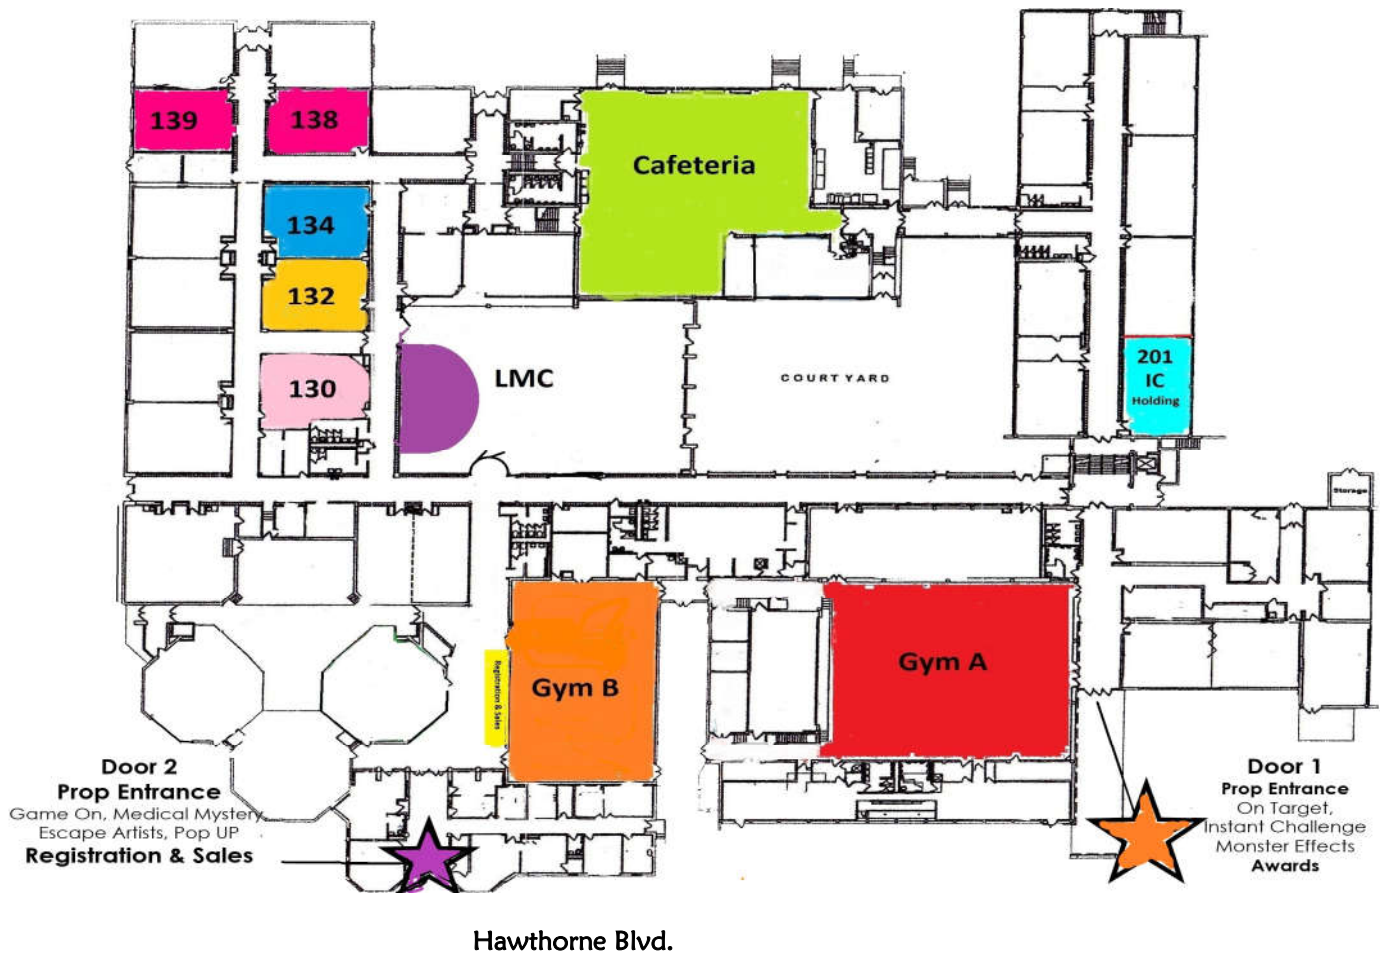 139
138
Cafeteria
134
132
130
LMC
COURT YARD
201
IC
Holding
Storage
Gym B
Registration & Sales
Gym A
Door 2
Prop Entrance
Game On, Medical Mystery,
Escape Artists, Pop UP
Registration & Sales
Door 1
Prop Entrance
On Target,
Instant Challenge
Monster Effects
Awards
Hawthorne Blvd.